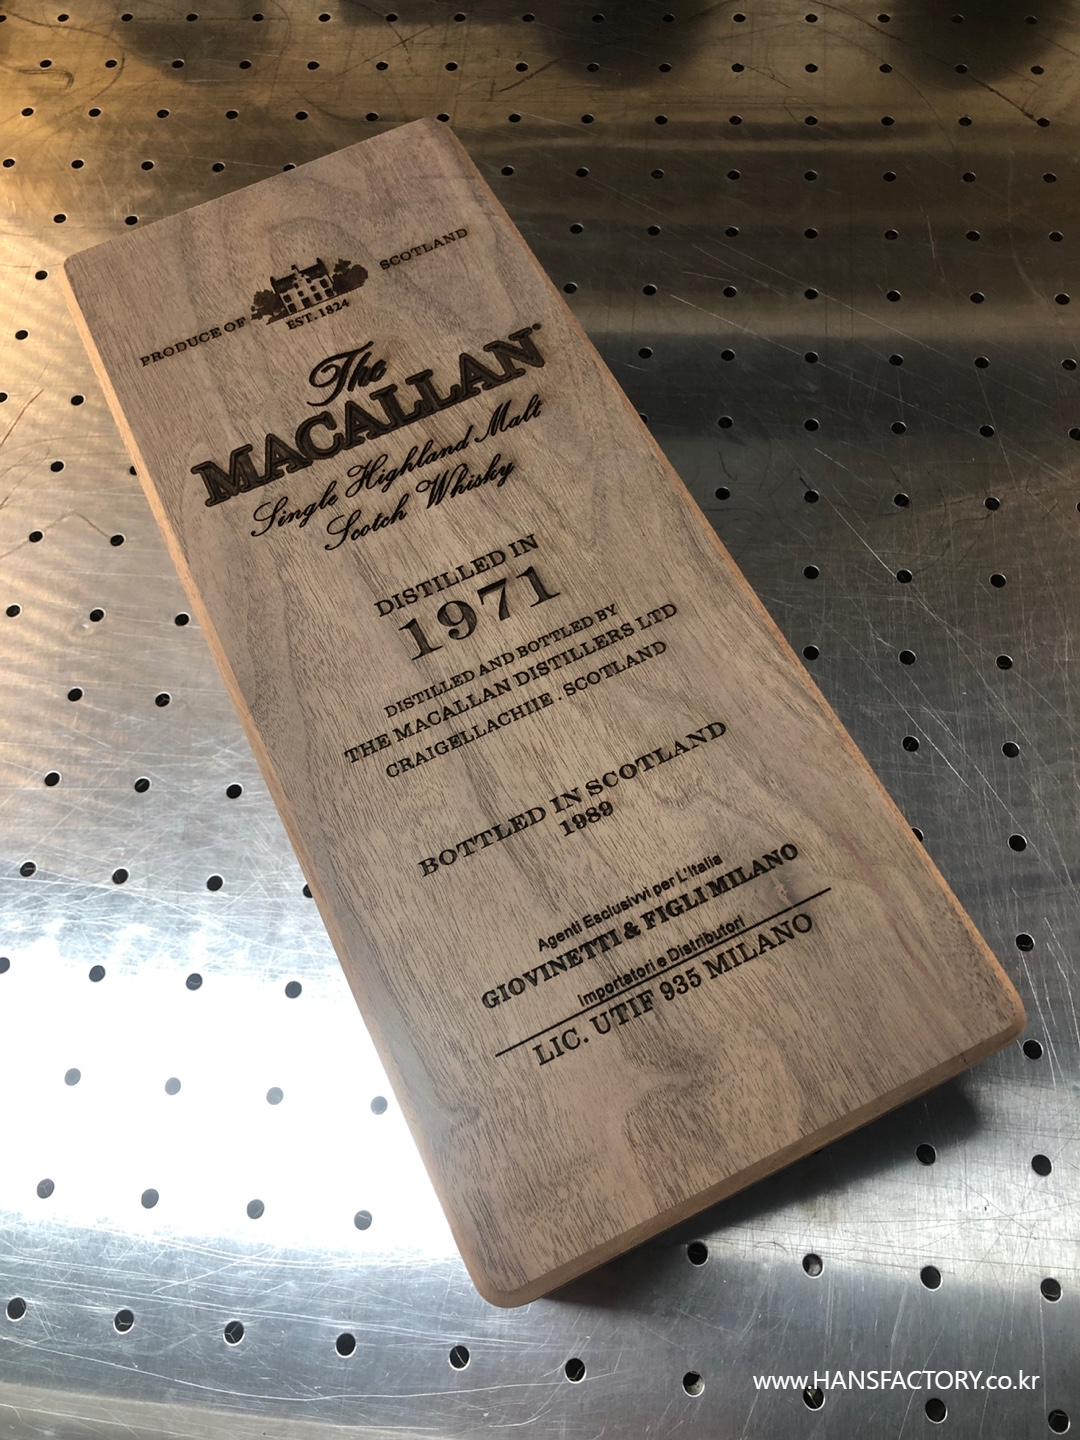 PRODUCE OF
SCOTLAND
EST. 1824
The
MACALLAN®
Single Highland Malt
Scotch Whisky
DISTILLED IN
1971
DISTILLED AND BOTTLED BY
THE MACALLAN DISTILLERS LTD
CRAIGELLACHIIE . SCOTLAND
BOTTLED IN SCOTLAND
1989
Agenti Esclusivvi per L'Italia
GIOVINETTI & FIGLI MILANO
Importatori e Distributori
LIC. UTIF 935 MILANO
www.HANSFACTORY.co.kr